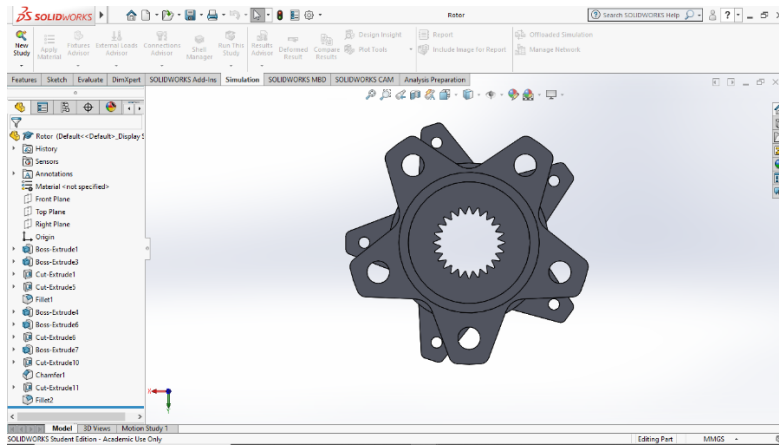 SOLIDWORKS
Rotor
Search SOLIDWORKS Help
New Study
Apply Material
Fixtures Advisor
External Loads Advisor
Connections Advisor
Shell Manager
Run This Study
Results Advisor
Deformed Result
Compare Results
Design Insight
Plot Tools
Report
Include Image for Report
Offloaded Simulation
Manage Network
Features Sketch Evaluate DimXpert SOLIDWORKS Add-Ins Simulation SOLIDWORKS MBD SOLIDWORKS CAM Analysis Preparation
Rotor (Default<<Default>_Display S
History
Sensors
Annotations
Material <not specified>
Front Plane
Top Plane
Right Plane
Origin
Boss-Extrude1
Boss-Extrude3
Cut-Extrude1
Cut-Extrude5
Fillet1
Boss-Extrude4
Boss-Extrude6
Cut-Extrude6
Boss-Extrude7
Cut-Extrude10
Chamfer1
Cut-Extrude11
Fillet2
Model 3D Views Motion Study 1
SOLIDWORKS Student Edition - Academic Use Only
Editing Part MMGS